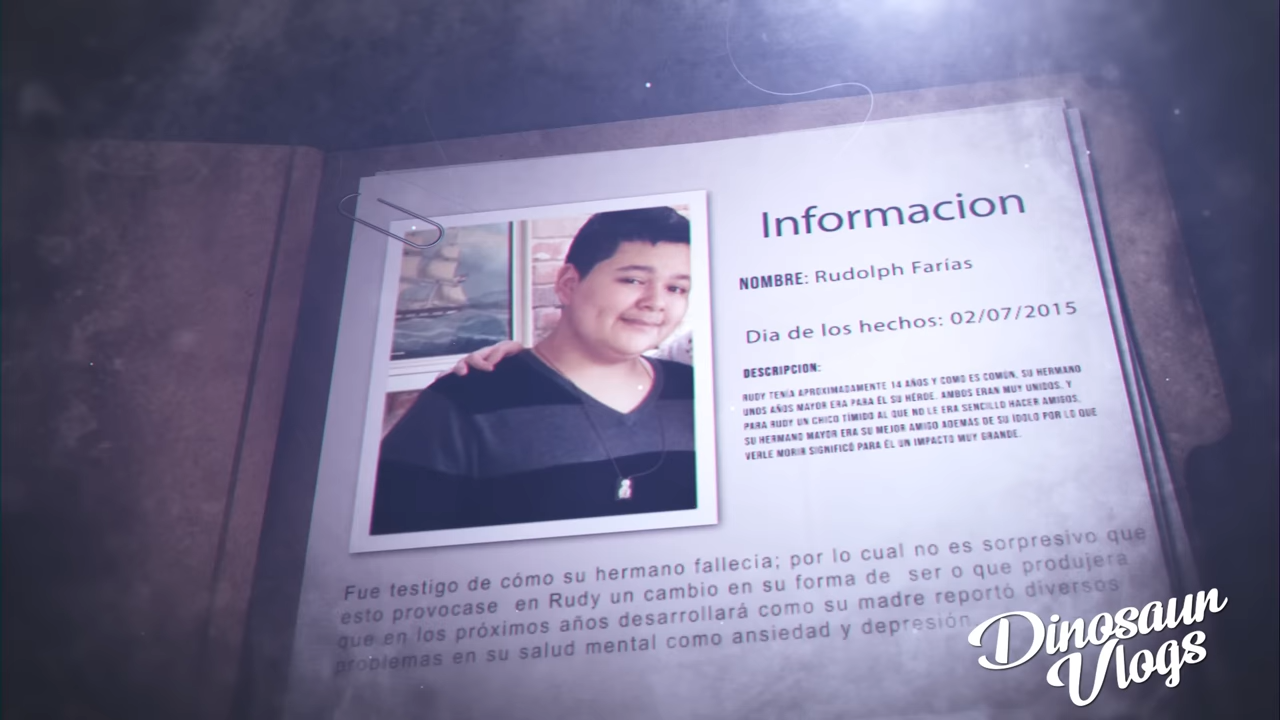 Informacion
NOMBRE: Rudolph Farías
Dia de los hechos: 02/07/2015
DESCRIPCION:
RUDY TENÍA APROXIMADAMENTE 14 AÑOS Y COMO ES COMÚN, SU HERMANO
UNOS AÑOS MAYOR ERA PARA ÉL SU HÉROE. AMBOS ERAN MUY UNIDOS, Y
PARA RUDY UN CHICO TÍMIDO AL QUE NO LE ERA SENCILLO HACER AMIGOS,
SU HERMANO MAYOR ERA SU MEJOR AMIGO ADEMÁS DE SU ÍDOLO POR LO QUE
VERLE MORIR SIGNIFICÓ PARA ÉL UN IMPACTO MUY GRANDE.
Fue testigo de cómo su hermano fallecía; por lo cual no es sorpresivo que
esto provocase en Rudy un cambio en su forma de ser o que produjera
que en los próximos años desarrollará como su madre reportó diversos
problemas en su salud mental como ansiedad y depresión.
Dinosaun
Vlogs